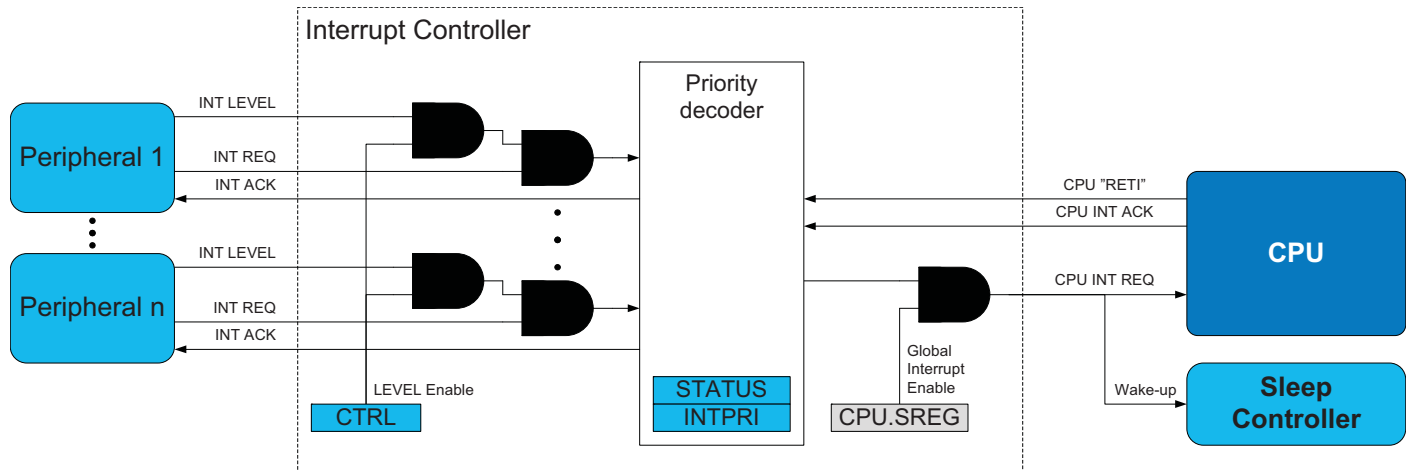 Interrupt Controller
INT LEVEL
Peripheral 1
INT REQ
INT ACK
Priority
decoder
CPU ”RETI”
CPU INT ACK
CPU
INT LEVEL
Peripheral n
INT REQ
INT ACK
CPU INT REQ
Global
Interrupt
Enable
LEVEL Enable
CTRL
STATUS
INTPRI
CPU.SREG
Wake-up
Sleep
Controller